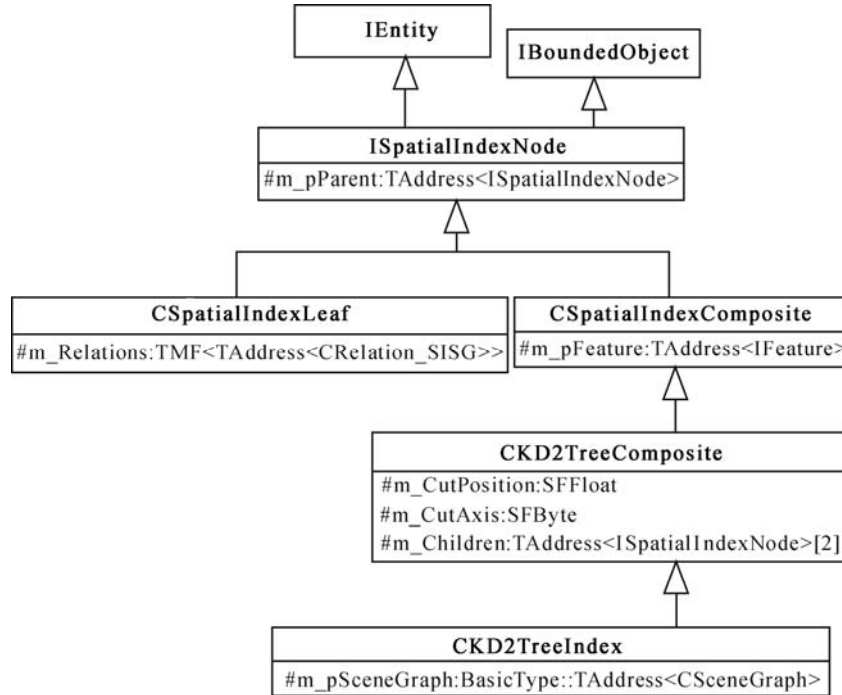 IEntity
IBoundedObject
ISpatialIndexNode
#m_pParent:TAddress<ISpatialIndexNode>
CSpatialIndexLeaf
#m_Relations:TMF<TAddress<CRelation_SISG>>
CSpatialIndexComposite
#m_pFeature:TAddress<IFeature>
CKD2TreeComposite
#m_CutPosition:SFFloat
#m_CutAxis:SFByte
#m_Children:TAddress<ISpatialIndexNode>[2]
CKD2TreeIndex
#m_pSceneGraph:BasicType::TAddress<CSceneGraph>